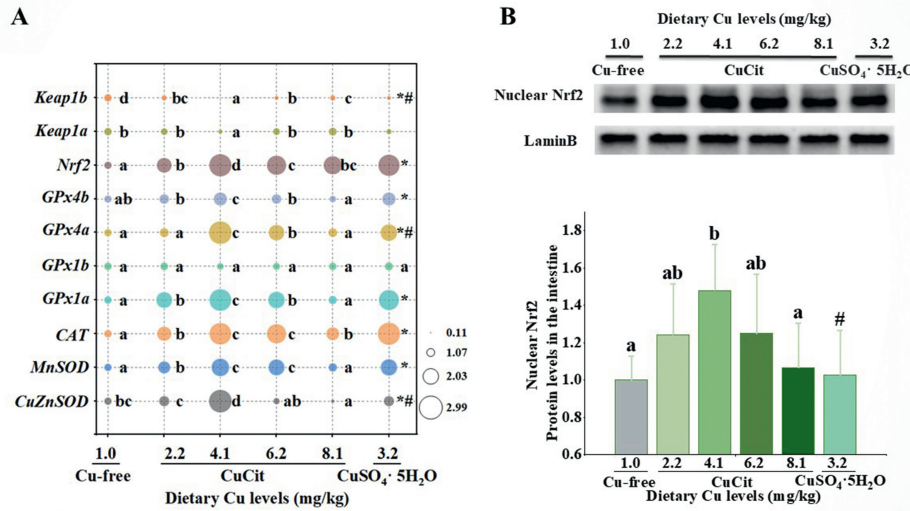 A
Keap1b d bc a b c *#
Keap1a b b a b b
Nrf2 a b d c bc *
GPx4b ab b c b a *
GPx4a a a c b a *#
GPx1b a a a a a a
GPx1a a b c b a *
CAT a b c c b *
MnSOD a b c c a *
CuZnSOD bc c d ab a *#
0.11
1.07
2.03
2.99
1.0 2.2 4.1 6.2 8.1 3.2
Cu-free CuCit CuSO₄· 5H₂O
Dietary Cu levels (mg/kg)
B
Dietary Cu levels (mg/kg)
1.0 2.2 4.1 6.2 8.1 3.2
Cu-free CuCit CuSO₄· 5H₂O
Nuclear Nrf2
LaminB
Nuclear Nrf2
Protein levels in the intestine
1.8
1.6
1.4
1.2
1.0
0.8
0.6
a ab b ab a #
1.0 2.2 4.1 6.2 8.1 3.2
Cu-free CuCit CuSO₄·5H₂O
Dietary Cu levels (mg/kg)